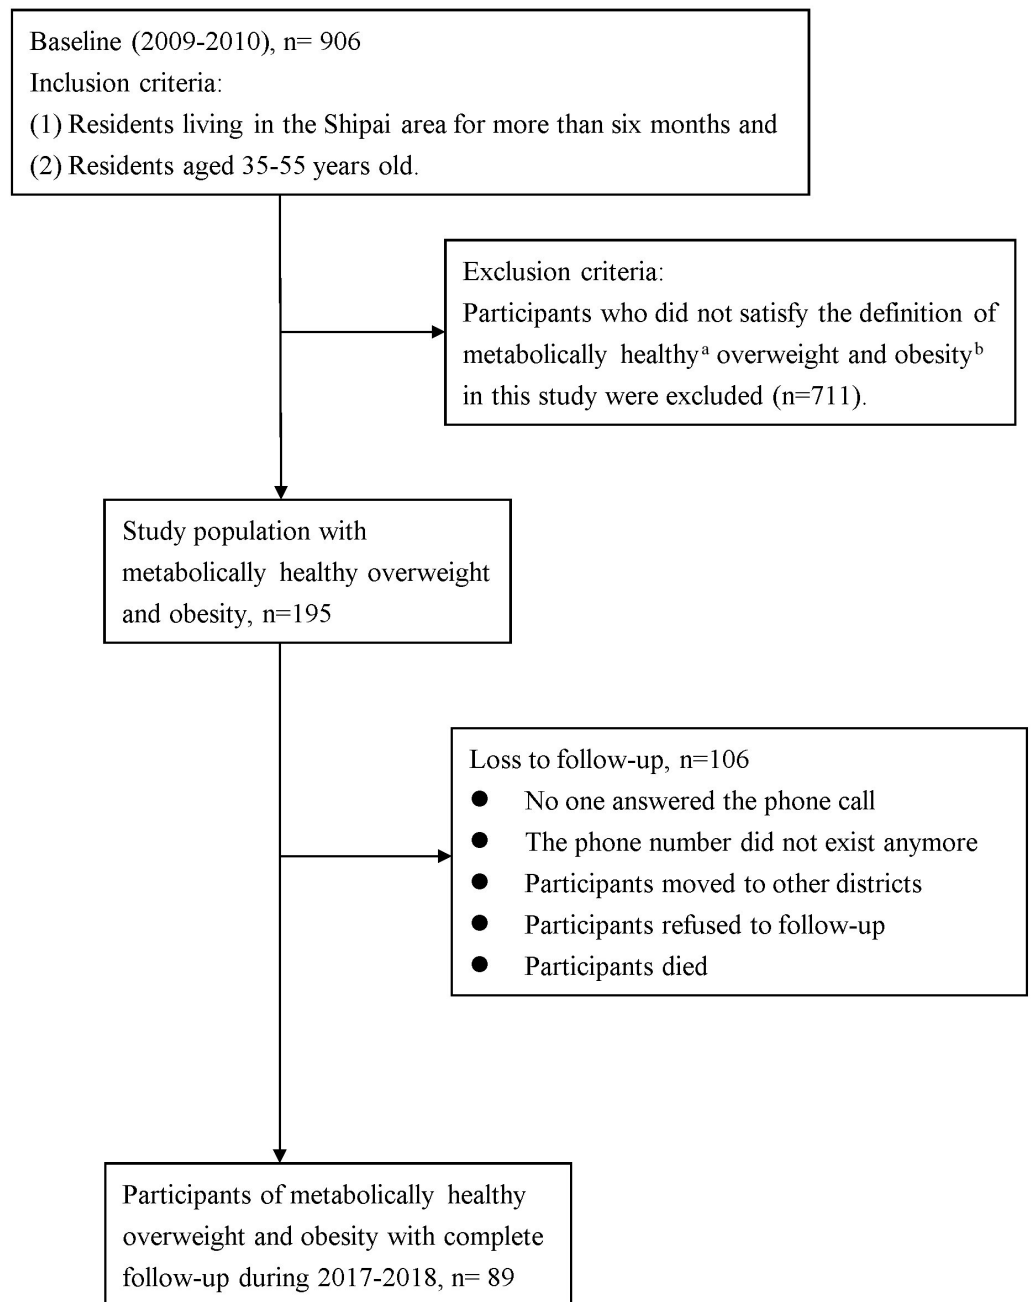 Baseline (2009-2010), n= 906
Inclusion criteria:
(1) Residents living in the Shipai area for more than six months and
(2) Residents aged 35-55 years old.
Exclusion criteria:
Participants who did not satisfy the definition of
metabolically healthyᵃ overweight and obesityᵇ
in this study were excluded (n=711).
Study population with
metabolically healthy overweight
and obesity, n=195
Loss to follow-up, n=106
● No one answered the phone call
● The phone number did not exist anymore
● Participants moved to other districts
● Participants refused to follow-up
● Participants died
Participants of metabolically healthy
overweight and obesity with complete
follow-up during 2017-2018, n= 89